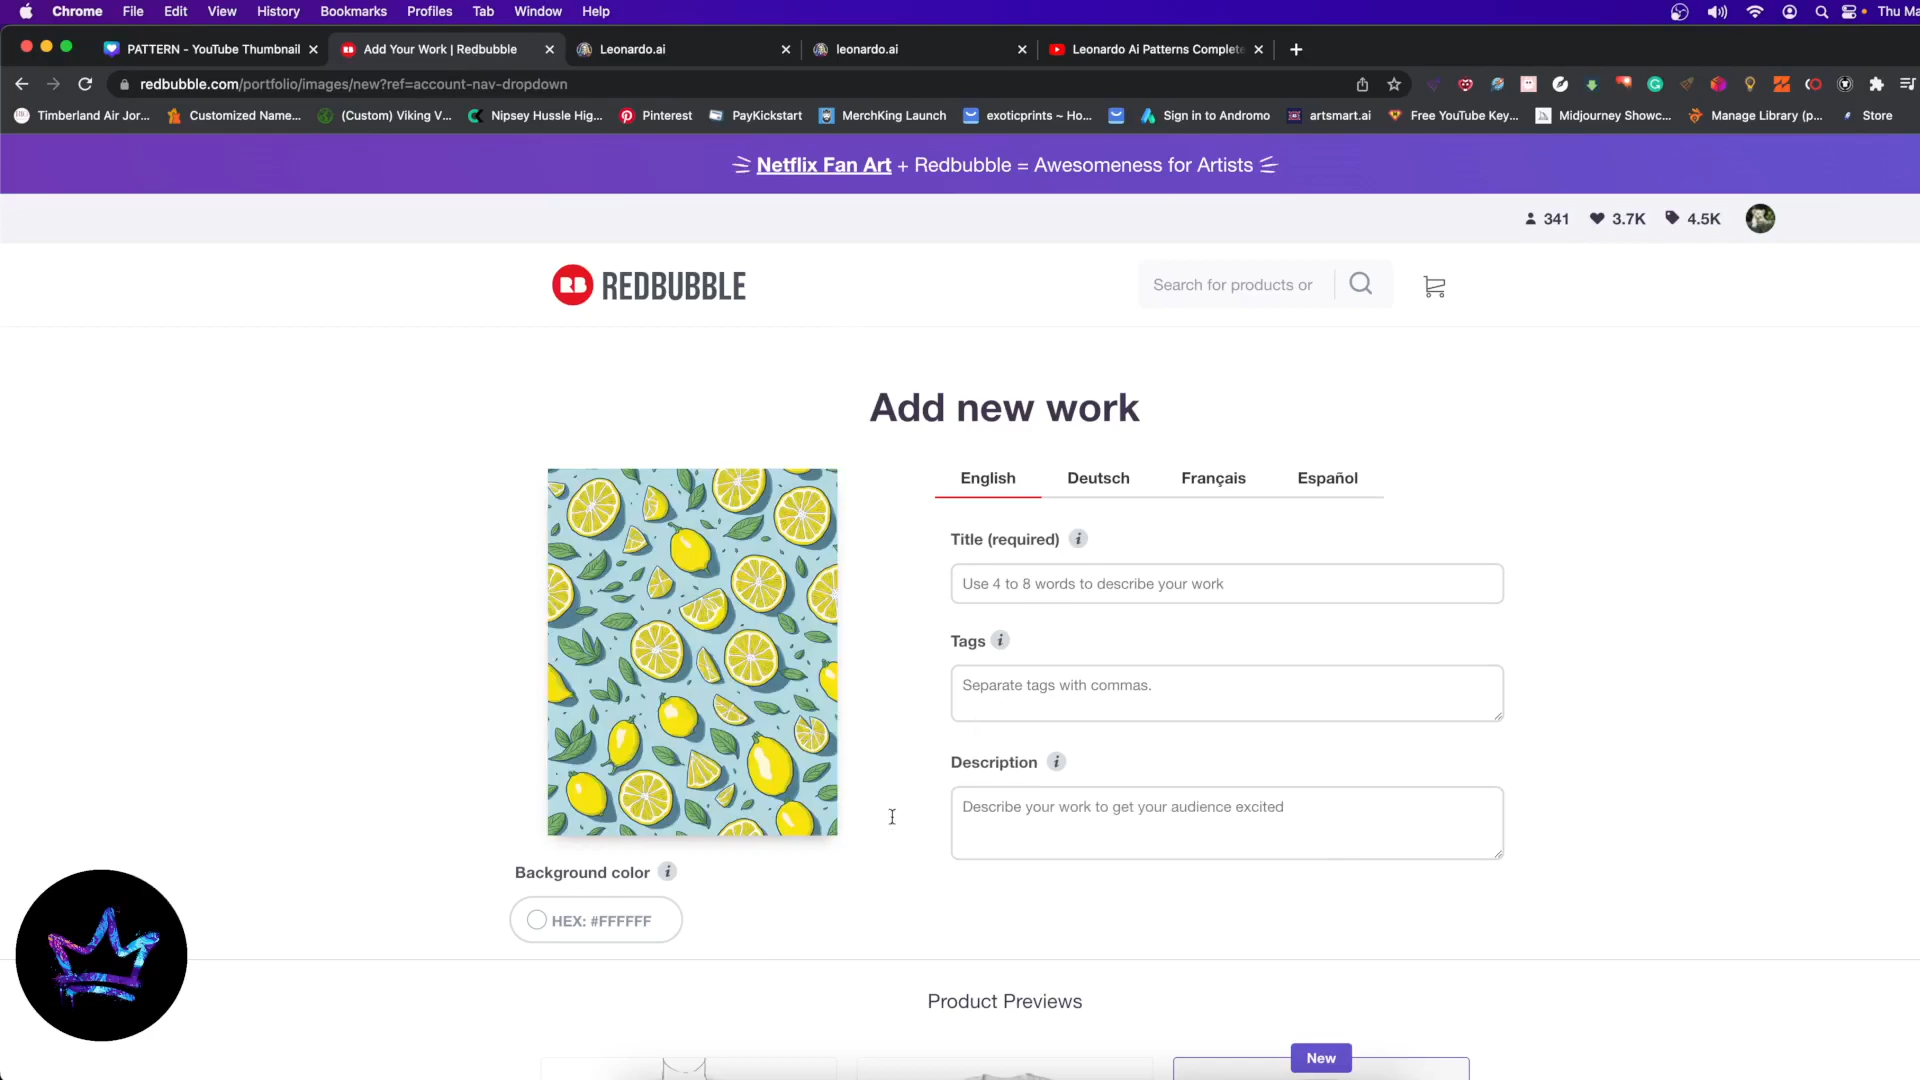 Chrome File Edit View History Bookmarks Profiles Tab Window Help
Thu Ma
PATTERN - YouTube Thumbnail
Add Your Work | Redbubble
Leonardo.ai
leonardo.ai
Leonardo Ai Patterns Complete
redbubble.com/portfolio/images/new?ref=account-nav-dropdown
Timberland Air Jor... Customized Name... (Custom) Viking V... Nipsey Hussle Hig... Pinterest PayKickstart MerchKing Launch exoticprints ~ Ho... Sign in to Andromo artsmart.ai Free YouTube Key... Midjourney Showc... Manage Library (p... Store
Netflix Fan Art + Redbubble = Awesomeness for Artists
341 3.7K 4.5K
RB REDBUBBLE
Search for products or
Add new work
English Deutsch Français Español
Title (required)
Use 4 to 8 words to describe your work
Tags
Separate tags with commas.
Description
Describe your work to get your audience excited
Background color
HEX: #FFFFFF
Product Previews
New